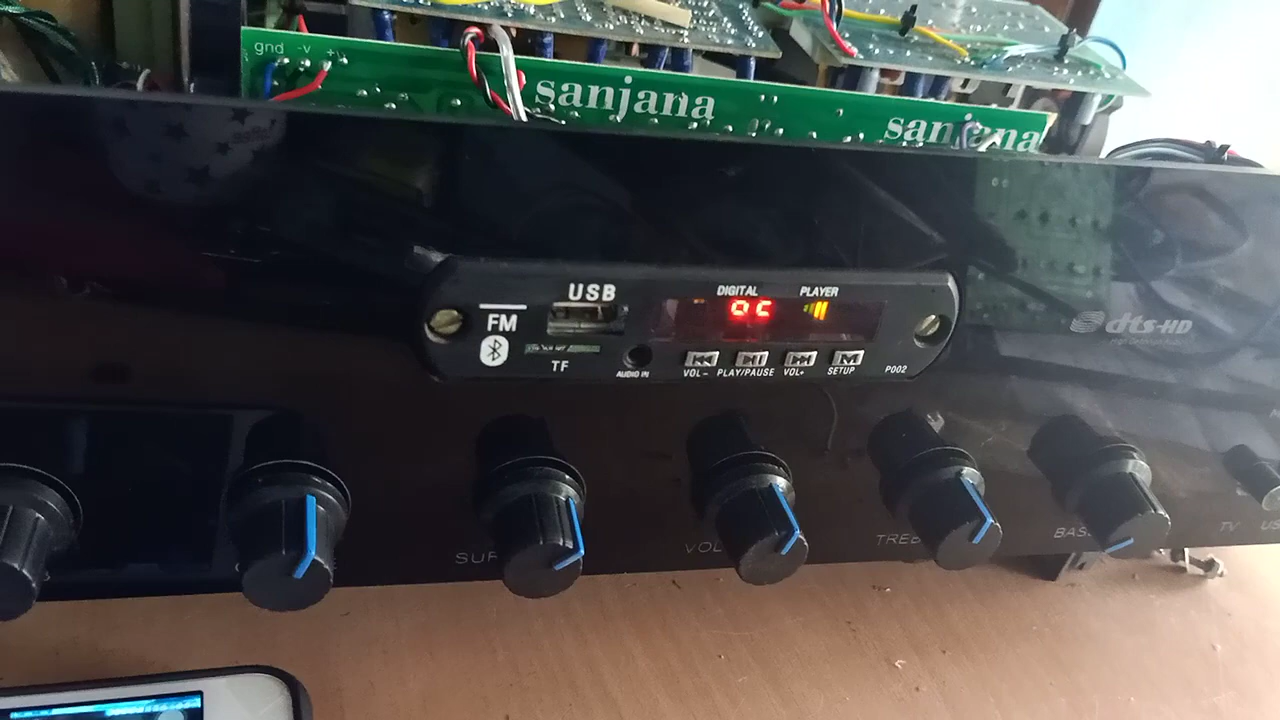 gnd -v +v
sanjana
sanjana
USB
DIGITAL
PLAYER
FM
TF
AUDIO IN
VOL-
PLAY/PAUSE
VOL+
SETUP
P002
dts-HD
SUR
VOL
TREB
BASS
TV